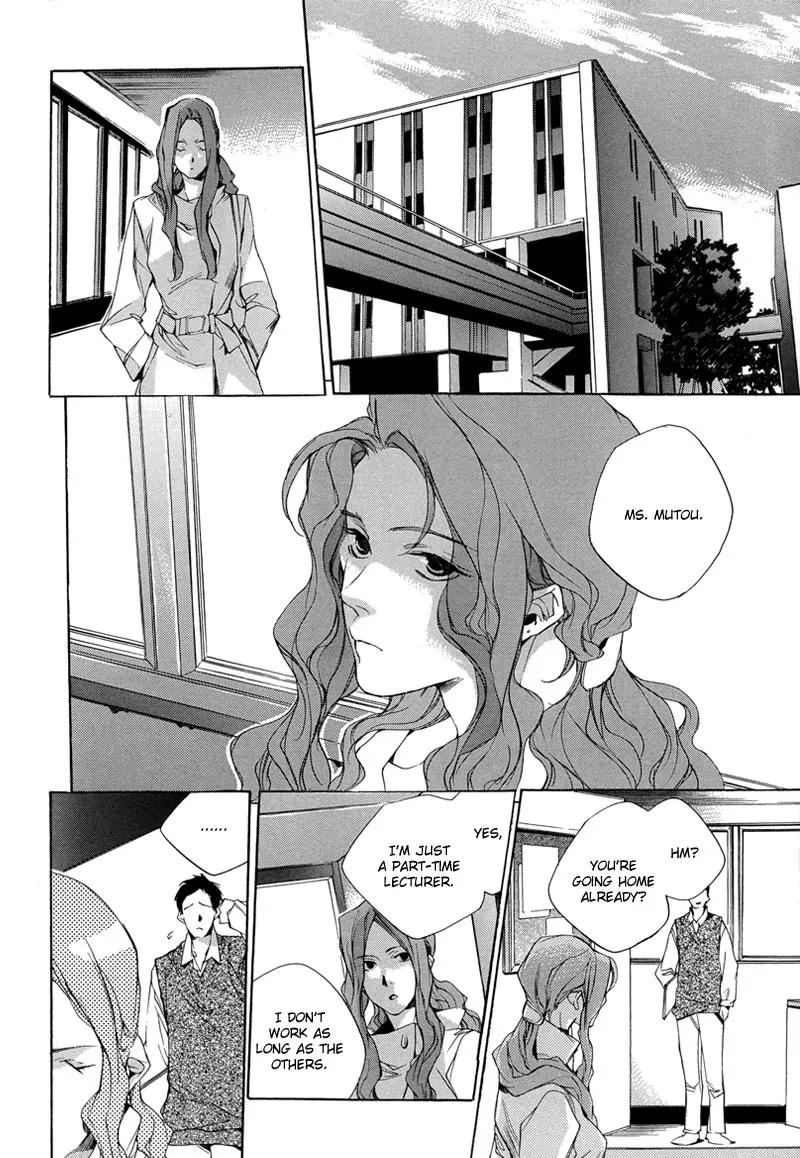 MS. MUTOU.
HM?
YOU'RE
GOING HOME
ALREADY?
YES,
I'M JUST
A PART-TIME
LECTURER.
I DON'T
WORK AS
LONG AS THE
OTHERS.
......